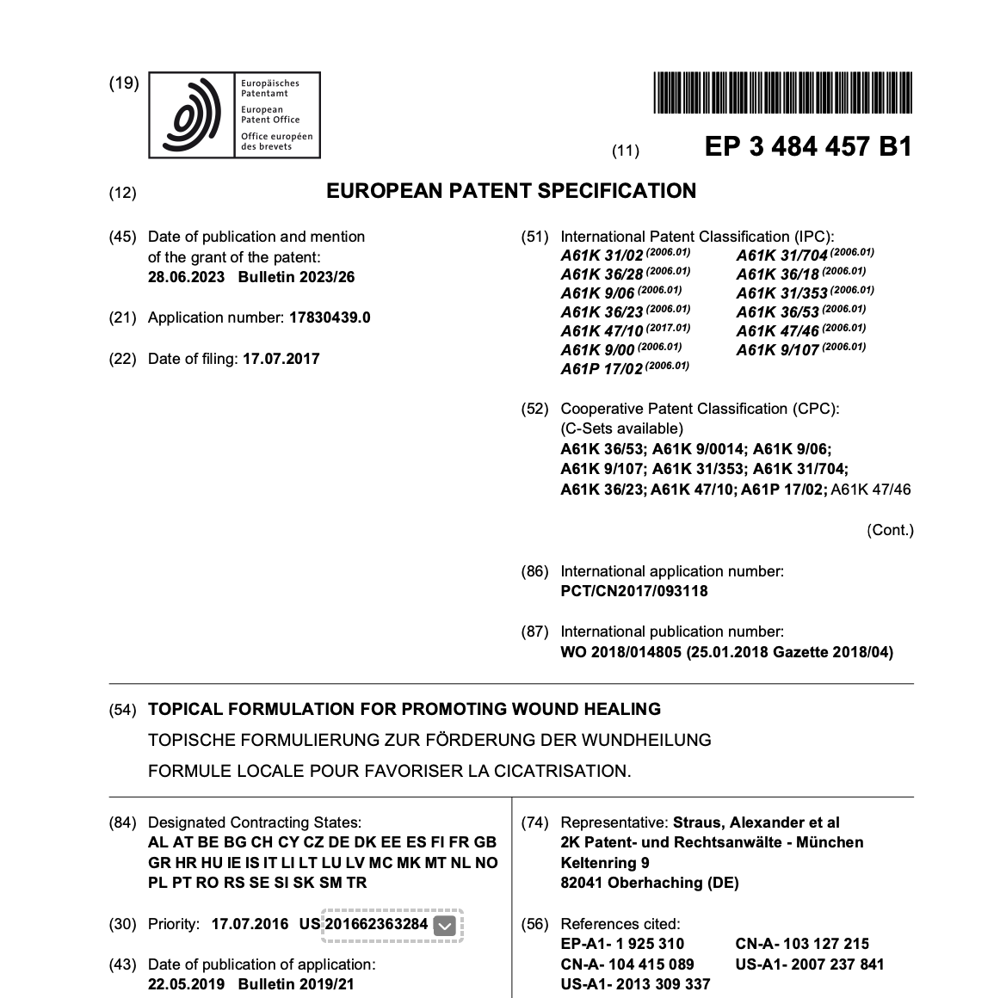 (19)
Europäisches
Patentamt
European
Patent Office
Office européen
des brevets
(11) EP 3 484 457 B1
(12) EUROPEAN PATENT SPECIFICATION
(45) Date of publication and mention
of the grant of the patent:
28.06.2023 Bulletin 2023/26
(21) Application number: 17830439.0
(22) Date of filing: 17.07.2017
(51) International Patent Classification (IPC):
A61K 31/02 (2006.01) A61K 31/704 (2006.01)
A61K 36/28 (2006.01) A61K 36/18 (2006.01)
A61K 9/06 (2006.01) A61K 31/353 (2006.01)
A61K 36/23 (2006.01) A61K 36/53 (2006.01)
A61K 47/10 (2017.01) A61K 47/46 (2006.01)
A61K 9/00 (2006.01) A61K 9/107 (2006.01)
A61P 17/02 (2006.01)
(52) Cooperative Patent Classification (CPC):
(C-Sets available)
A61K 36/53; A61K 9/0014; A61K 9/06;
A61K 9/107; A61K 31/353; A61K 31/704;
A61K 36/23; A61K 47/10; A61P 17/02; A61K 47/46
(Cont.)
(86) International application number:
PCT/CN2017/093118
(87) International publication number:
WO 2018/014805 (25.01.2018 Gazette 2018/04)
(54) TOPICAL FORMULATION FOR PROMOTING WOUND HEALING
TOPISCHE FORMULIERUNG ZUR FÖRDERUNG DER WUNDHEILUNG
FORMULE LOCALE POUR FAVORISER LA CICATRISATION.
(84) Designated Contracting States:
AL AT BE BG CH CY CZ DE DK EE ES FI FR GB
GR HR HU IE IS IT LI LT LU LV MC MK MT NL NO
PL PT RO RS SE SI SK SM TR
(30) Priority: 17.07.2016 US 201662363284
(43) Date of publication of application:
22.05.2019 Bulletin 2019/21
(74) Representative: Straus, Alexander et al
2K Patent- und Rechtsanwälte - München
Keltenring 9
82041 Oberhaching (DE)
(56) References cited:
EP-A1- 1 925 310 CN-A- 103 127 215
CN-A- 104 415 089 US-A1- 2007 237 841
US-A1- 2013 309 337